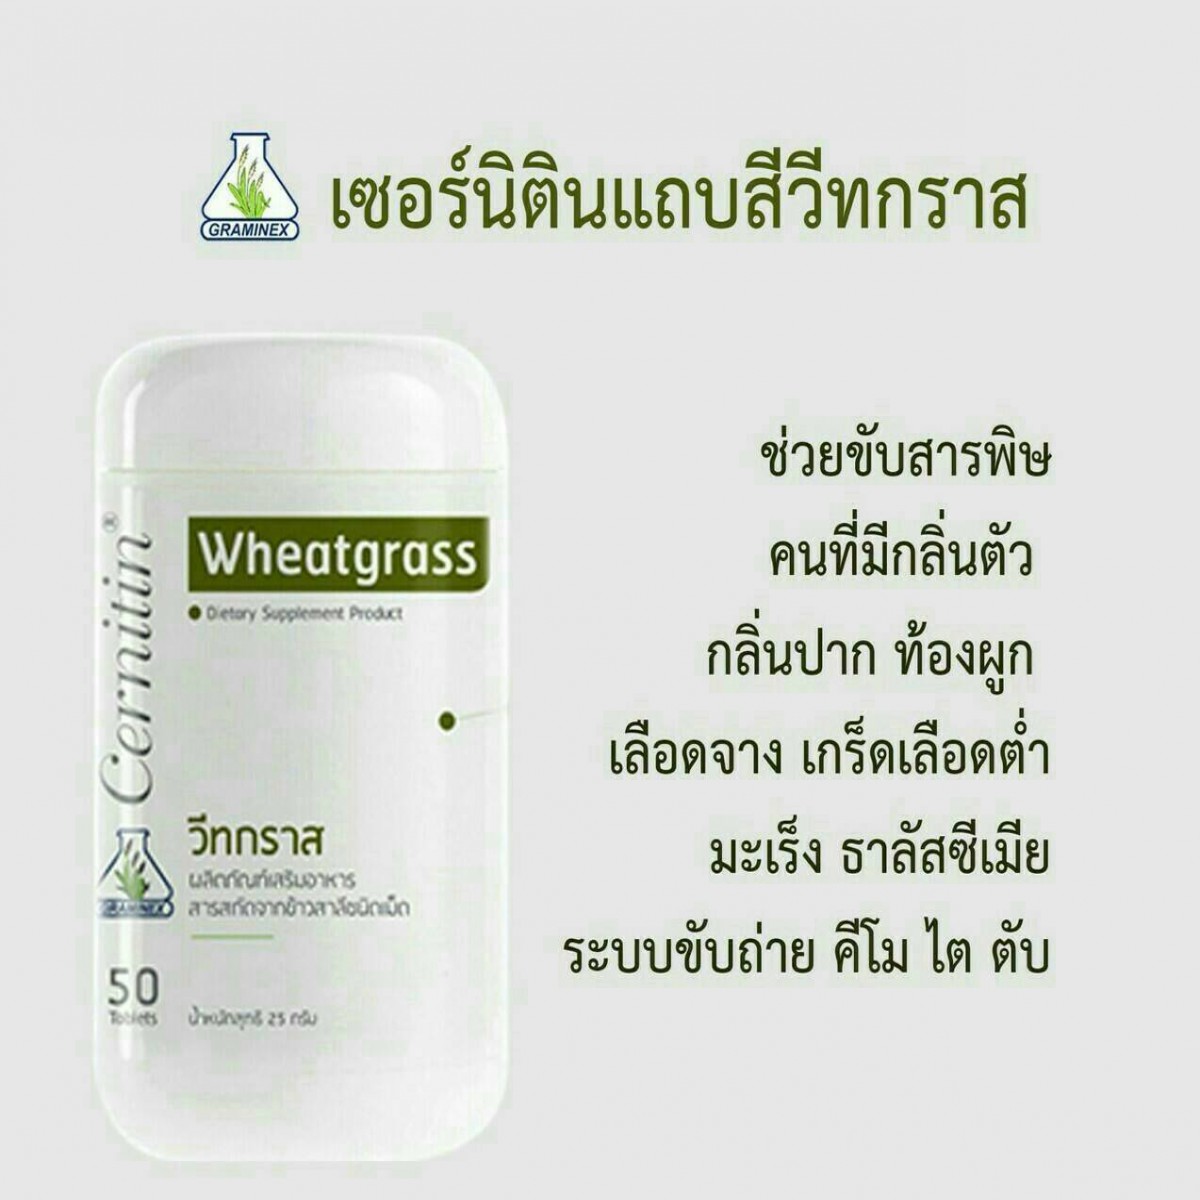 GRAMINEX
เซอร์นิตินแถบสีวีทกราส
Cernitin®
Wheatgrass
Dietary Supplement Product
วีทกราส
ผลิตภัณฑ์เสริมอาหาร
สารสกัดจากข้าวสาลีชนิดเม็ด
GRAMINEX
50
Tablets
น้ำหนักสุทธิ 25 กรัม
ช่วยขับสารพิษ
คนที่มีกลิ่นตัว
กลิ่นปาก ท้องผูก
เลือดจาง เกร็ดเลือดต่ำ
มะเร็ง ธาลัสซีเมีย
ระบบขับถ่าย คีโม ไต ตับ